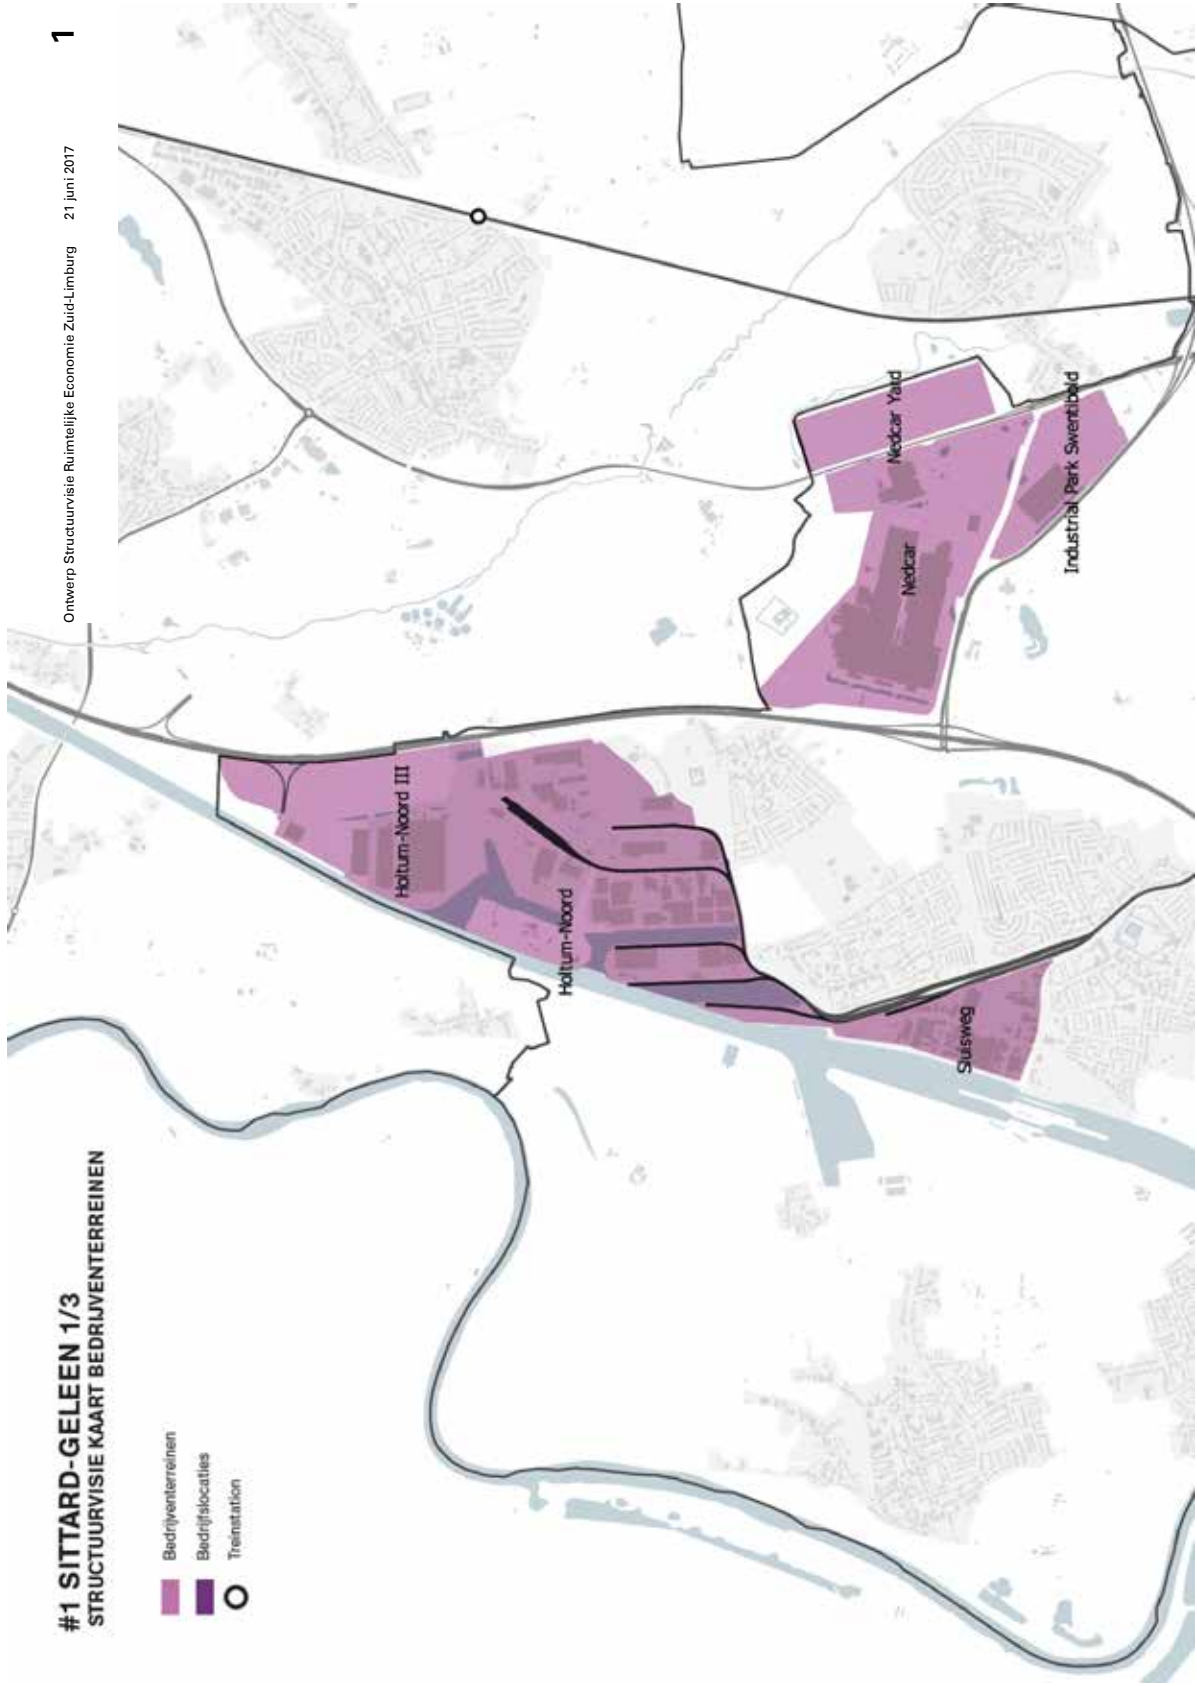 #1 SITTARD-GELEEN 1/3
STRUCTUURVISIE KAART BEDRIJVENTERREINEN
Ontwerp Structuurvisie Ruimtelijke Economie Zuid-Limburg 21 juni 2017 1
Bedrijventerreinen
Bedrijfslocaties
Treinstation
Holtum-Noord III
Holtum-Noord
Sluisweg
Nedcar Yard
Nedcar
Industrial Park Swentibold